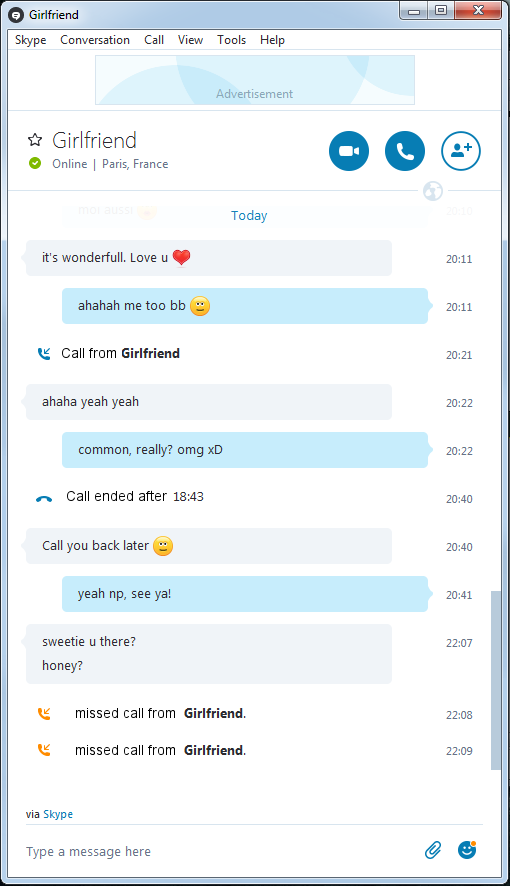 Girlfriend
Skype Conversation Call View Tools Help
Advertisement
Girlfriend
Online | Paris, France
moi aussi 20:10
Today
it's wonderfull. Love u 20:11
ahahah me too bb 20:11
Call from Girlfriend 20:21
ahaha yeah yeah 20:22
common, really? omg xD 20:22
Call ended after 18:43 20:40
Call you back later 20:40
yeah np, see ya! 20:41
sweetie u there? 22:07
honey?
missed call from Girlfriend. 22:08
missed call from Girlfriend. 22:09
via Skype
Type a message here